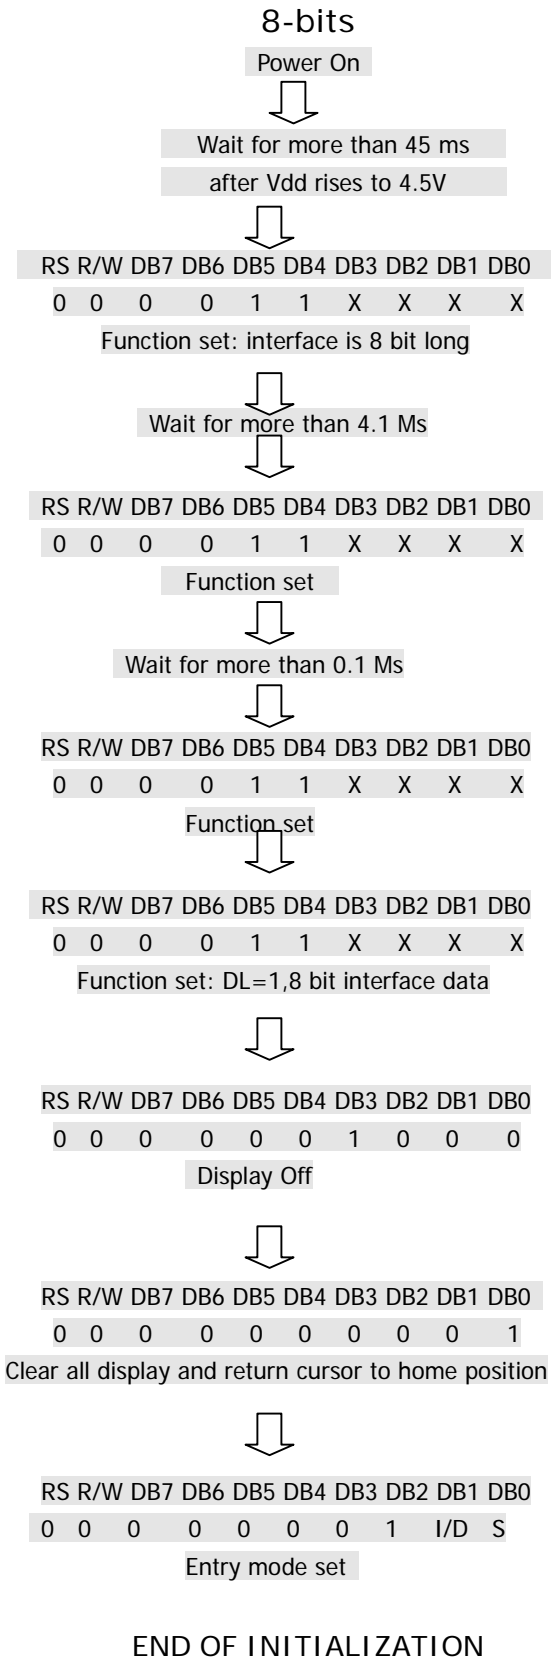 8-bits
Power On
Wait for more than 45 ms
after Vdd rises to 4.5V
RS R/W DB7 DB6 DB5 DB4 DB3 DB2 DB1 DB0
0 0 0 0 1 1 X X X X
Function set: interface is 8 bit long
Wait for more than 4.1 Ms
RS R/W DB7 DB6 DB5 DB4 DB3 DB2 DB1 DB0
0 0 0 0 1 1 X X X X
Function set
Wait for more than 0.1 Ms
RS R/W DB7 DB6 DB5 DB4 DB3 DB2 DB1 DB0
0 0 0 0 1 1 X X X X
Function set
RS R/W DB7 DB6 DB5 DB4 DB3 DB2 DB1 DB0
0 0 0 0 1 1 X X X X
Function set: DL=1,8 bit interface data
RS R/W DB7 DB6 DB5 DB4 DB3 DB2 DB1 DB0
0 0 0 0 0 0 1 0 0 0
Display Off
RS R/W DB7 DB6 DB5 DB4 DB3 DB2 DB1 DB0
0 0 0 0 0 0 0 0 0 1
Clear all display and return cursor to home position
RS R/W DB7 DB6 DB5 DB4 DB3 DB2 DB1 DB0
0 0 0 0 0 0 0 1 I/D S
Entry mode set
END OF INITIALIZATION